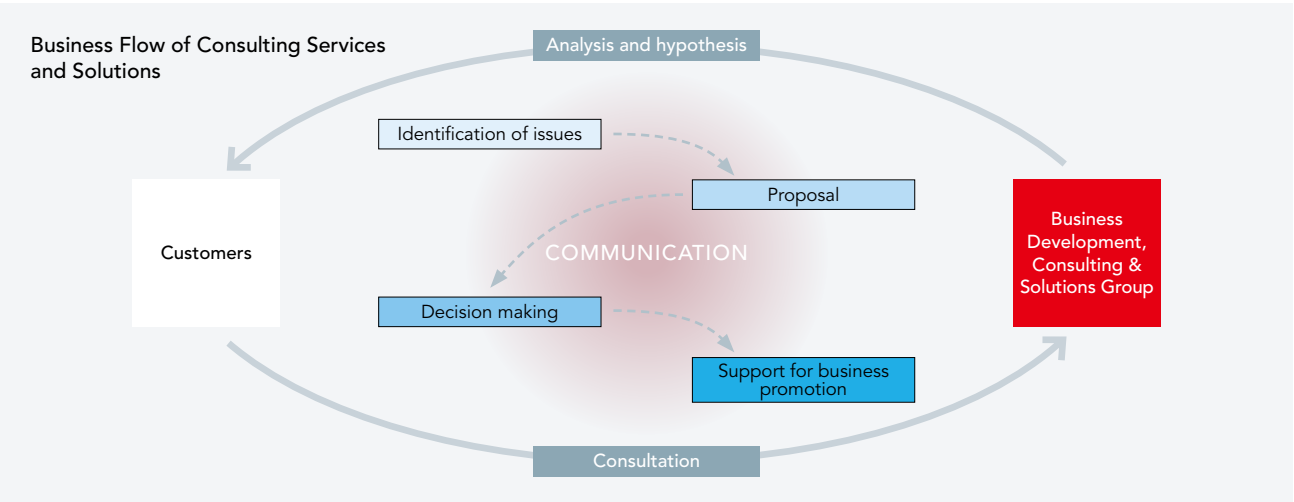 Business Flow of Consulting Services
and Solutions
Analysis and hypothesis
Identification of issues
Proposal
Customers
COMMUNICATION
Business
Development,
Consulting &
Solutions Group
Decision making
Support for business
promotion
Consultation